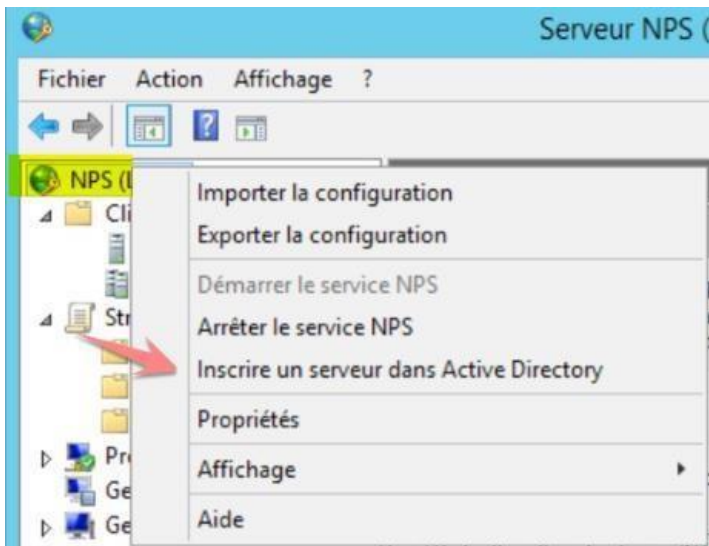 Serveur NPS (
Fichier Action Affichage ?
NPS (L
Importer la configuration
Cli
Exporter la configuration
Démarrer le service NPS
Str
Arrêter le service NPS
Inscrire un serveur dans Active Directory
Propriétés
Pr
Affichage
Ge
Aide
Ge